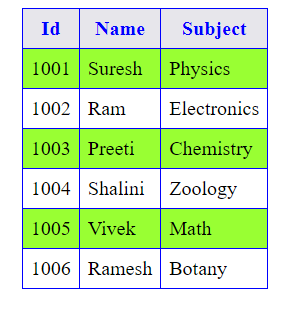 Id Name Subject
1001 Suresh Physics
1002 Ram Electronics
1003 Preeti Chemistry
1004 Shalini Zoology
1005 Vivek Math
1006 Ramesh Botany